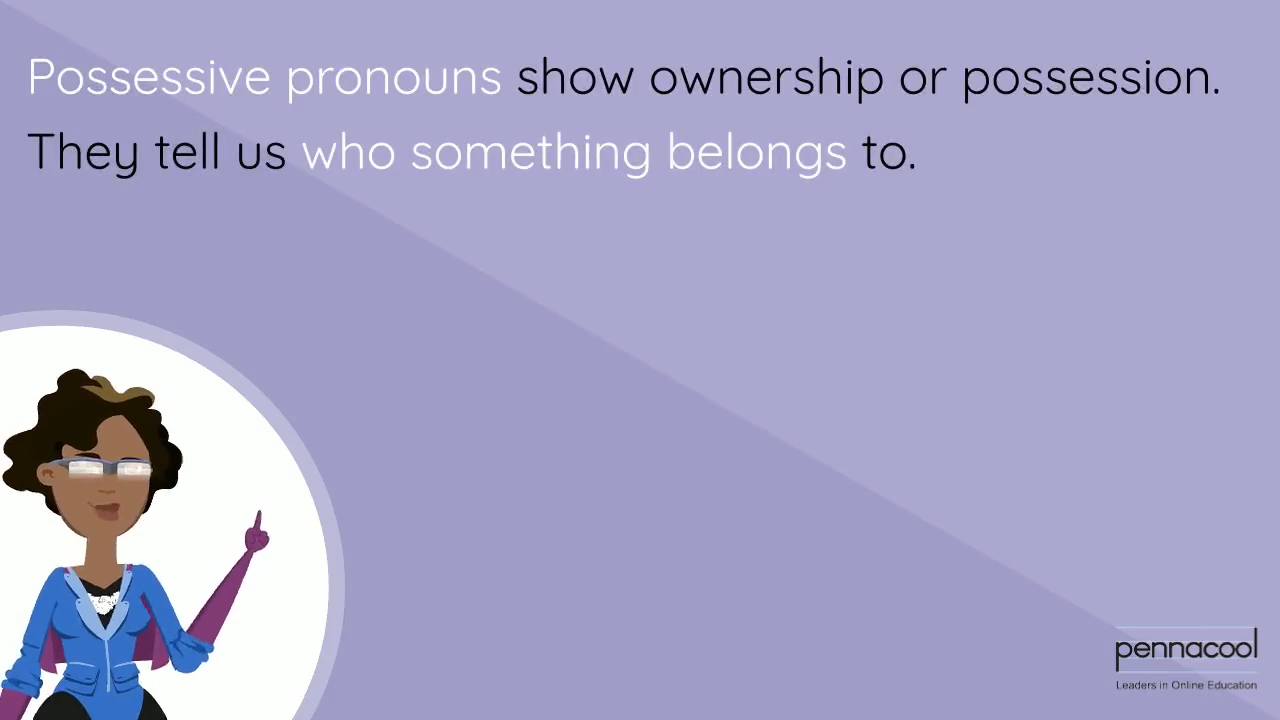 Possessive pronouns show ownership or possession.
They tell us who something belongs to.
pennacool
Leaders in Online Education